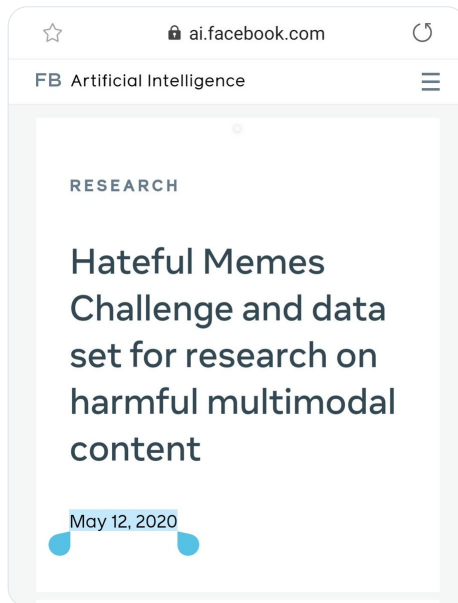 ai.facebook.com
FB Artificial Intelligence
RESEARCH
Hateful Memes
Challenge and data
set for research on
harmful multimodal
content
May 12, 2020